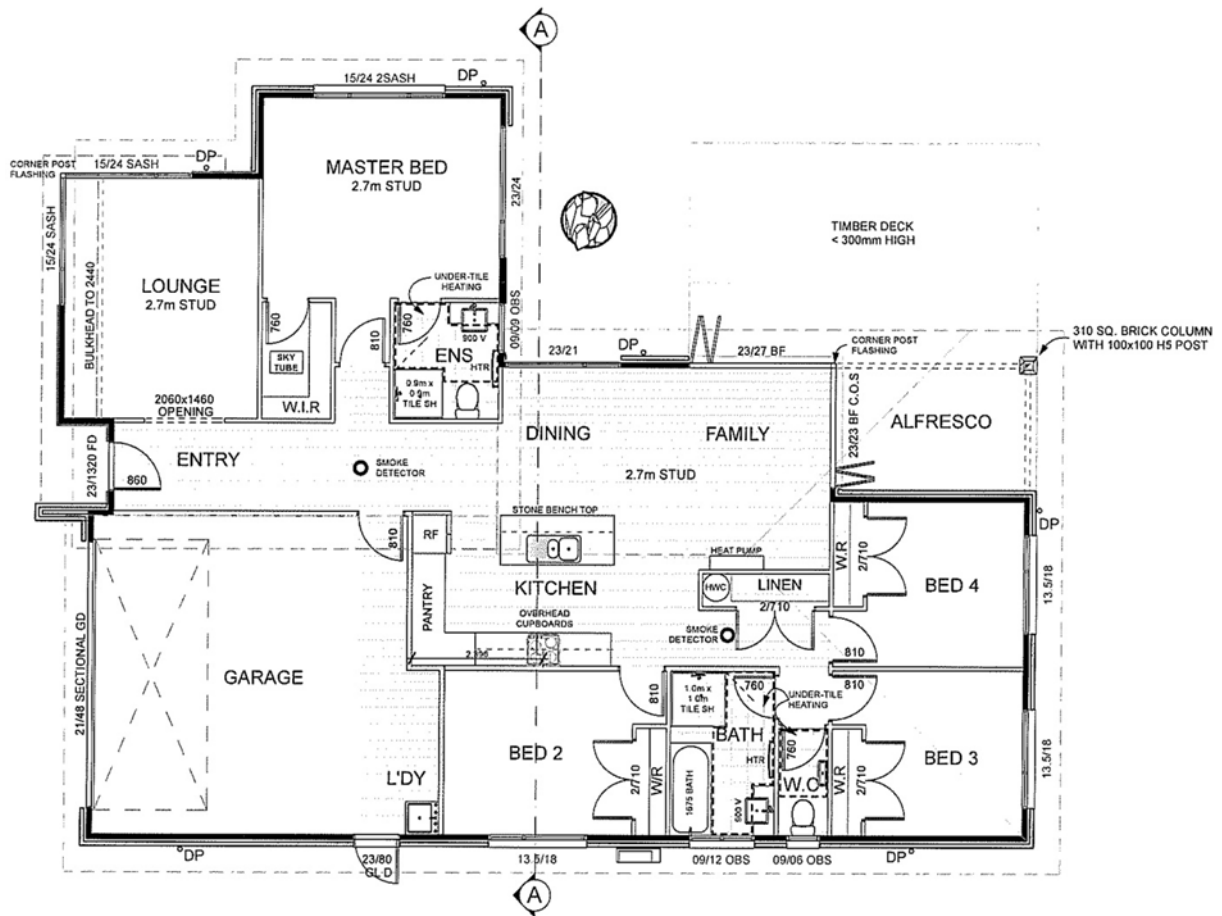 A
15/24 2SASH
DP
MASTER BED
2.7m STUD
23/24
CORNER POST
FLASHING
15/24 SASH
DP
15/24 SASH
BULKHEAD TO 2440
LOUNGE
2.7m STUD
TIMBER DECK
< 300mm HIGH
UNDER-TILE
HEATING
760
SKY
TUBE
W.I.R
810
760
900 V
ENS
HTR
0.9m x
0.9m
TILE SH
09/09 OBS
2060x1460
OPENING
23/21
DP
23/27 BF
CORNER POST
FLASHING
310 SQ. BRICK COLUMN
WITH 100x100 H5 POST
23/23 BF C.O.S
ALFRESCO
DINING
FAMILY
2.7m STUD
ENTRY
SMOKE
DETECTOR
23/1320 FD
860
810
RF
STONE BENCH TOP
PANTRY
KITCHEN
OVERHEAD
CUPBOARDS
HEAT PUMP
HWC
LINEN
2/710
SMOKE
DETECTOR
W.R
2/710
BED 4
DP
13.5/18
810
21/48 SECTIONAL GD
GARAGE
L'DY
BED 2
810
W/R
2/710
1.0m x
1.0m
TILE SH
760
UNDER-TILE
HEATING
BATH
HTR
1675 BATH
600 V
760
W.C
810
W.R
2/710
BED 3
13.5/18
DP
23/80
GL D
13.5/18
09/12 OBS
09/06 OBS
DP
A